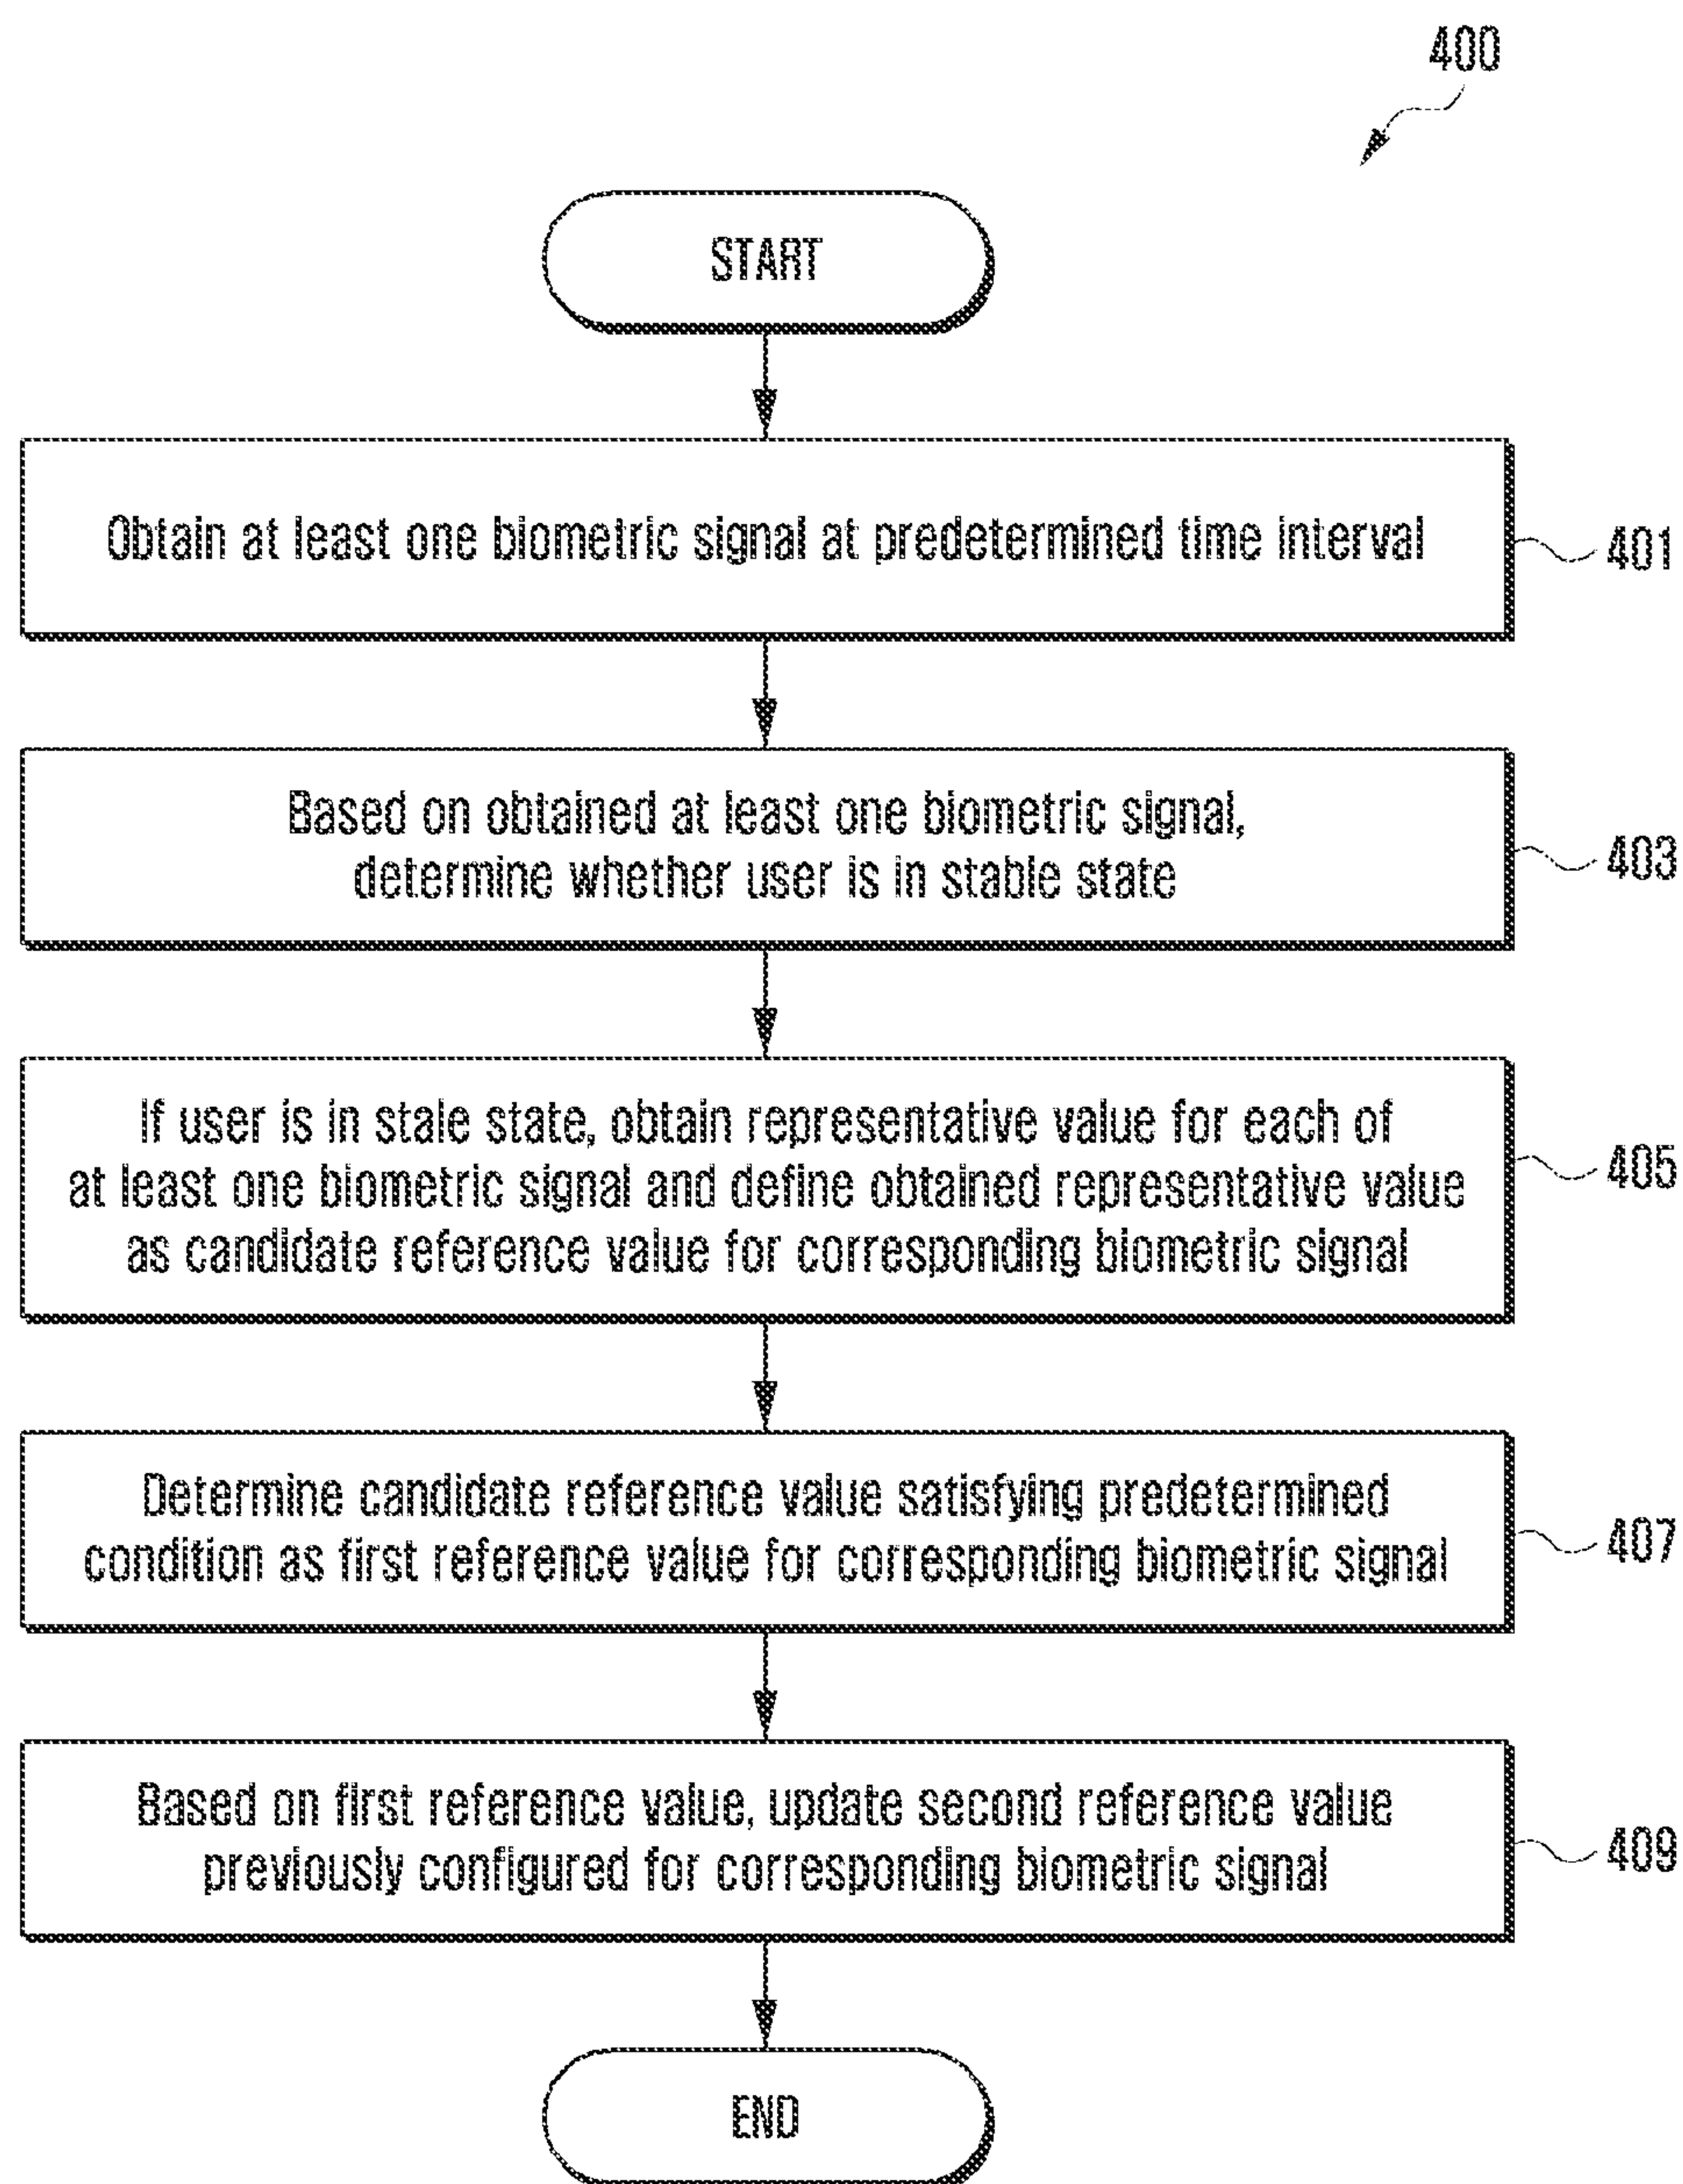 400
START
Obtain at least one biometric signal at predetermined time interval
401
Based on obtained at least one biometric signal,
determine whether user is in stable state
403
If user is in stale state, obtain representative value for each of
at least one biometric signal and define obtained representative value
as candidate reference value for corresponding biometric signal
405
Determine candidate reference value satisfying predetermined
condition as first reference value for corresponding biometric signal
407
Based on first reference value, update second reference value
previously configured for corresponding biometric signal
409
END